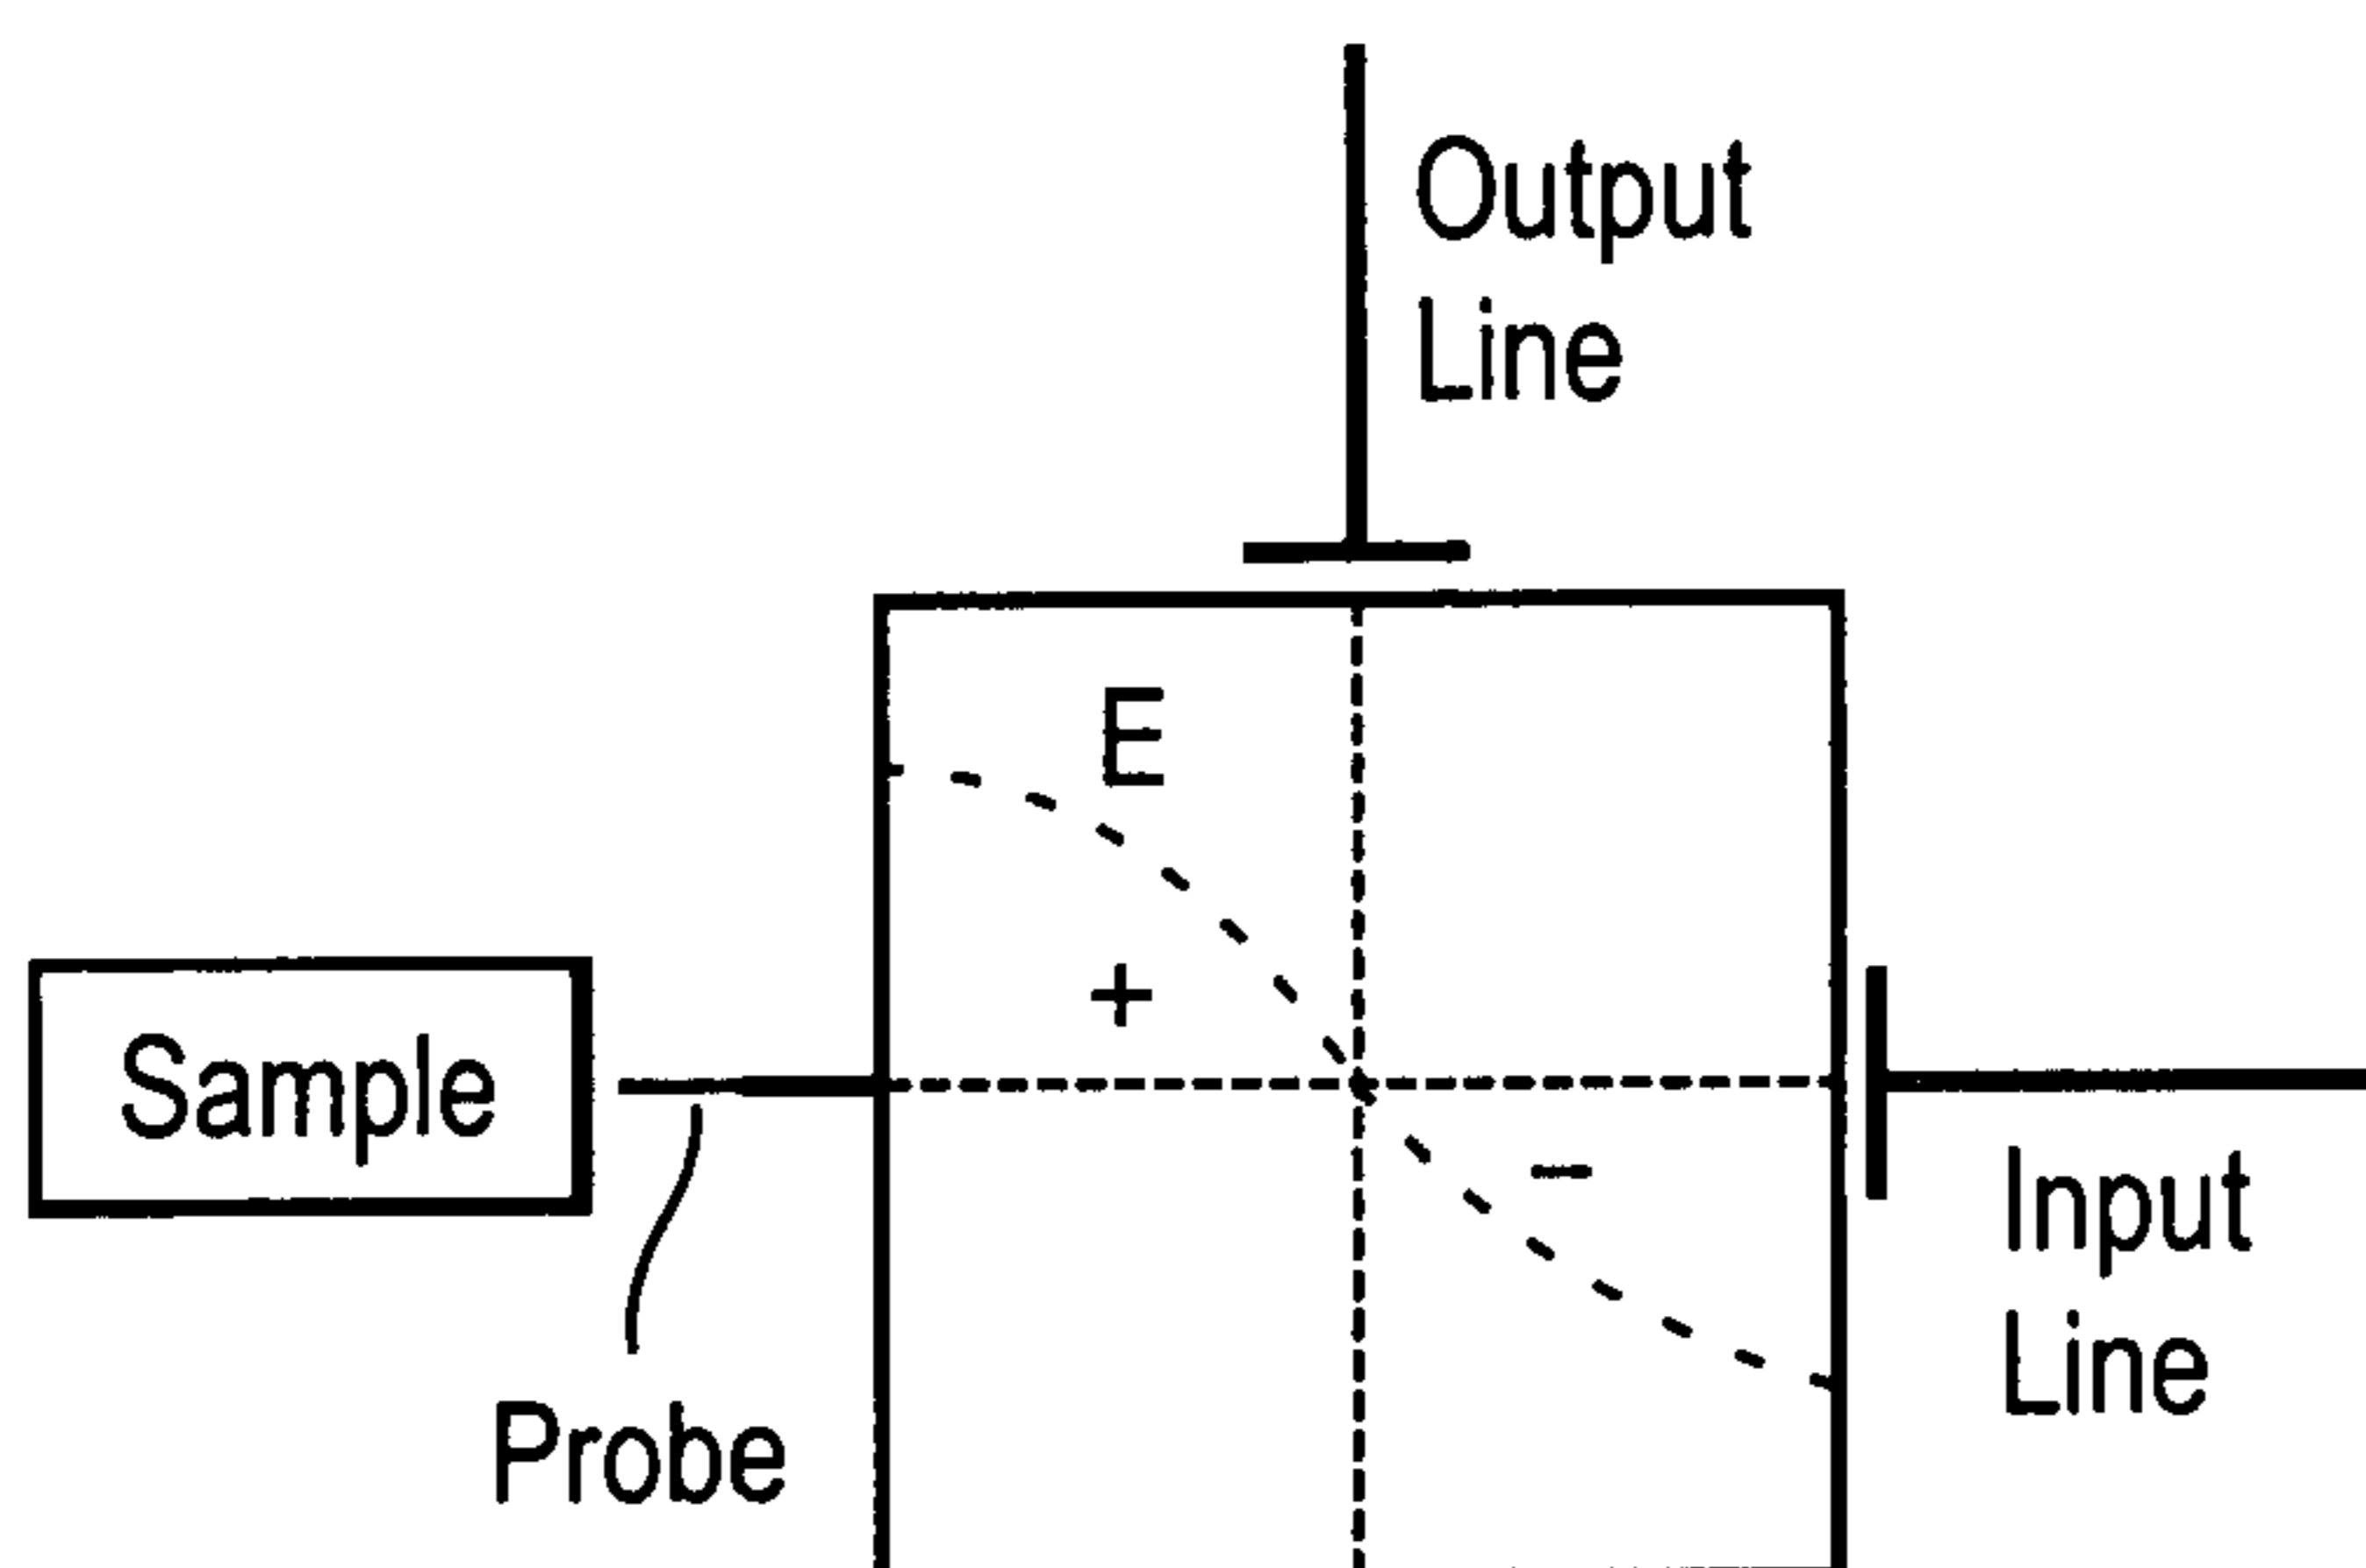 Output
Line
E
+
Sample
−
Input
Line
Probe